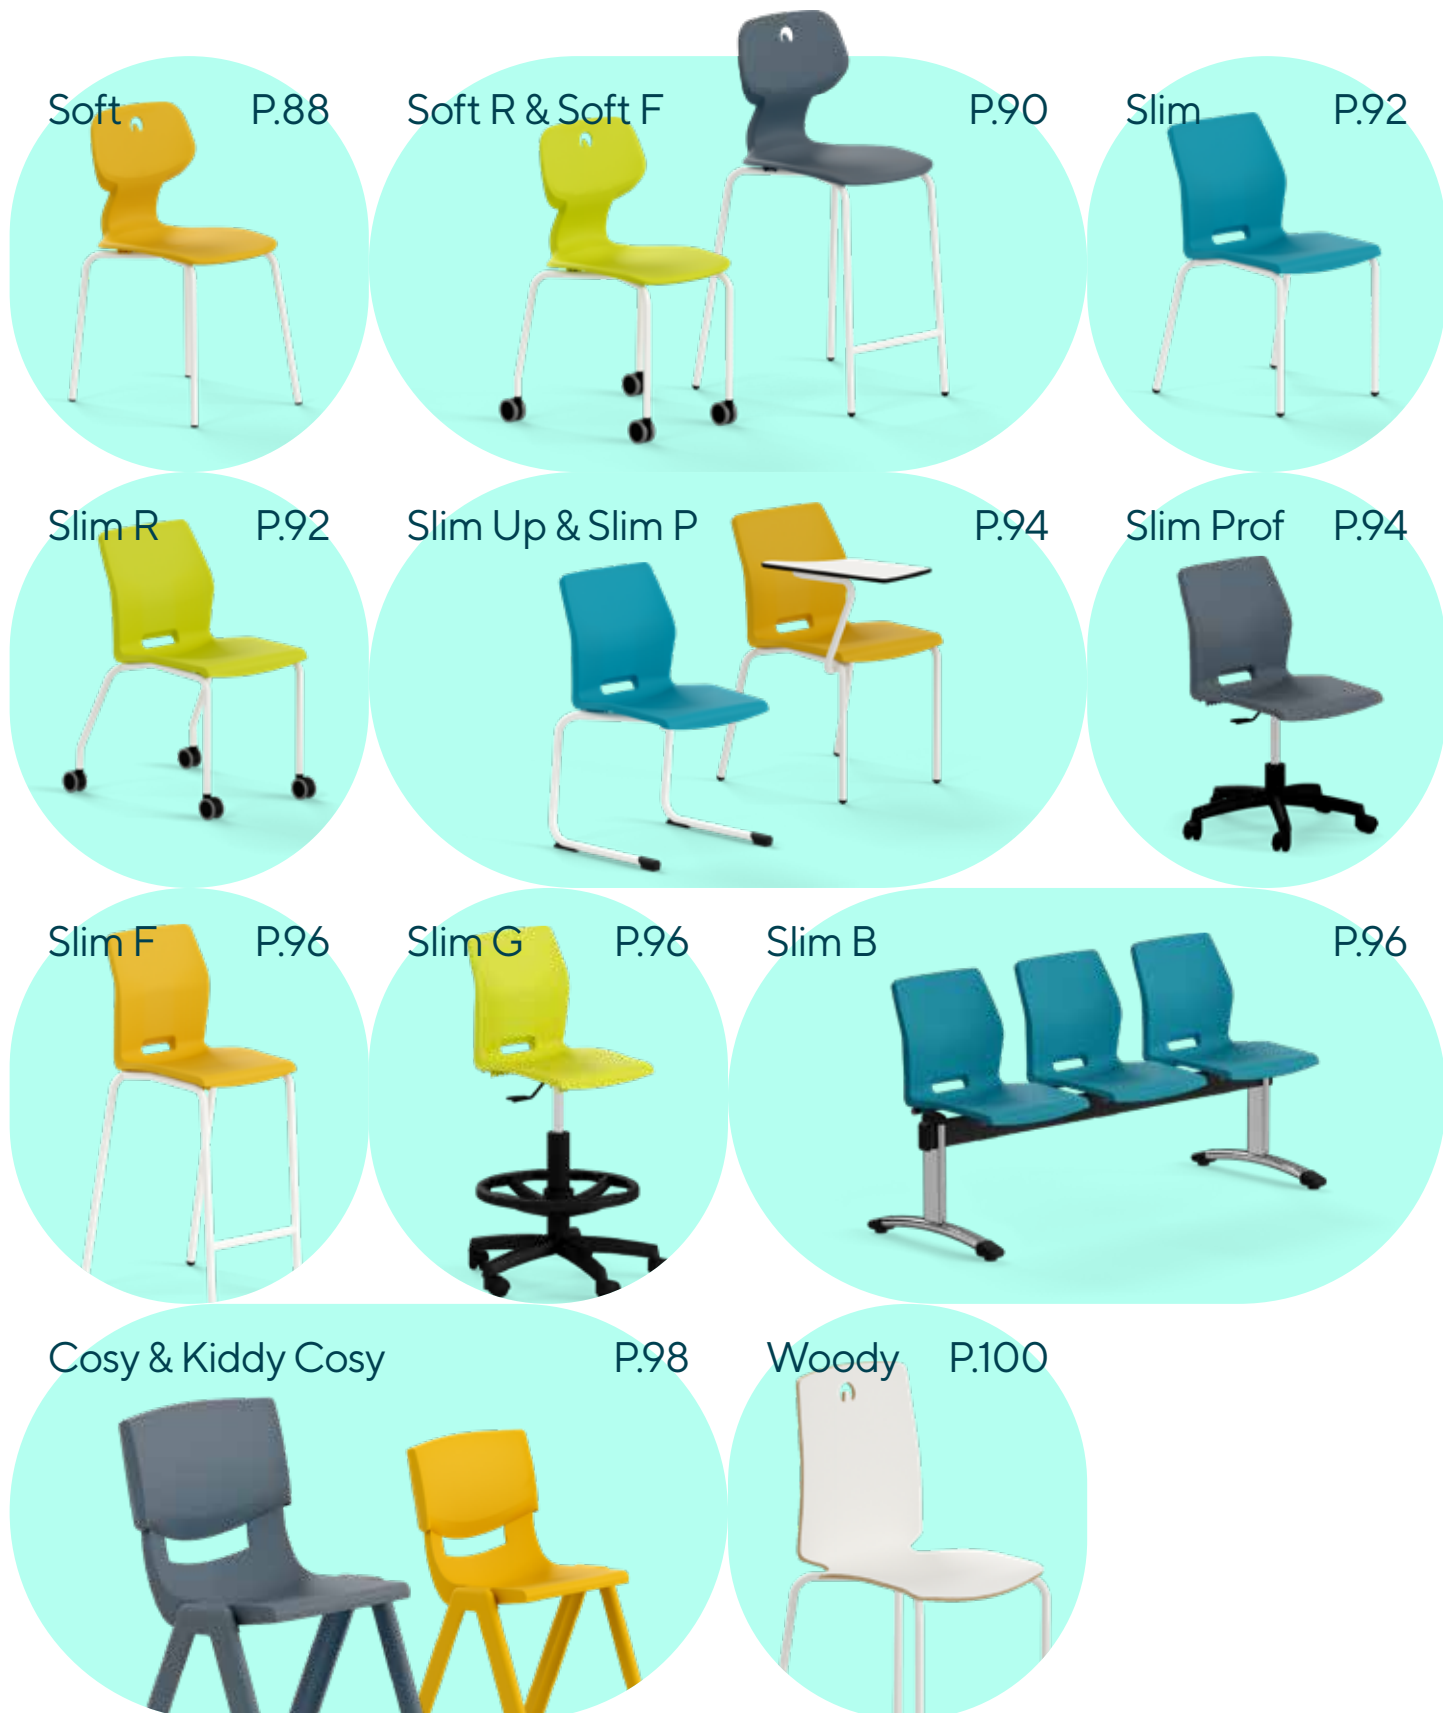 Soft P.88
Soft R & Soft F P.90
Slim P.92
Slim R P.92
Slim Up & Slim P P.94
Slim Prof P.94
Slim F P.96
Slim G P.96
Slim B P.96
Cosy & Kiddy Cosy P.98
Woody P.100